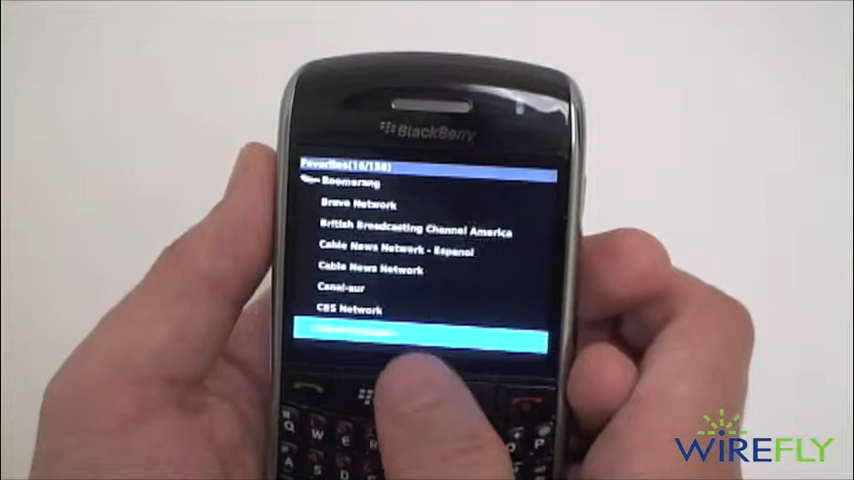 BlackBerry
Favorites(16/156)
Boomerang
Bravo Network
British Broadcasting Channel America
Cable News Network - Espanol
Cable News Network
Canal-sur
CBS Network
Q
W
E
R
P
A
S
D
WIREFLY